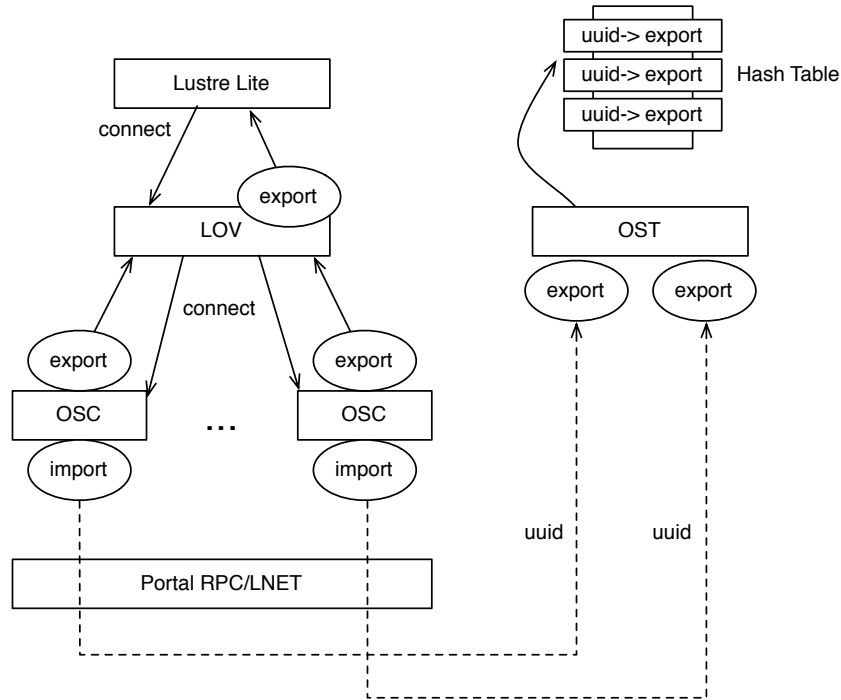 uuid-> export
uuid-> export
Hash Table
uuid-> export
Lustre Lite
connect
export
LOV
OST
export
export
connect
export
export
OSC
...
OSC
import
import
uuid
uuid
Portal RPC/LNET